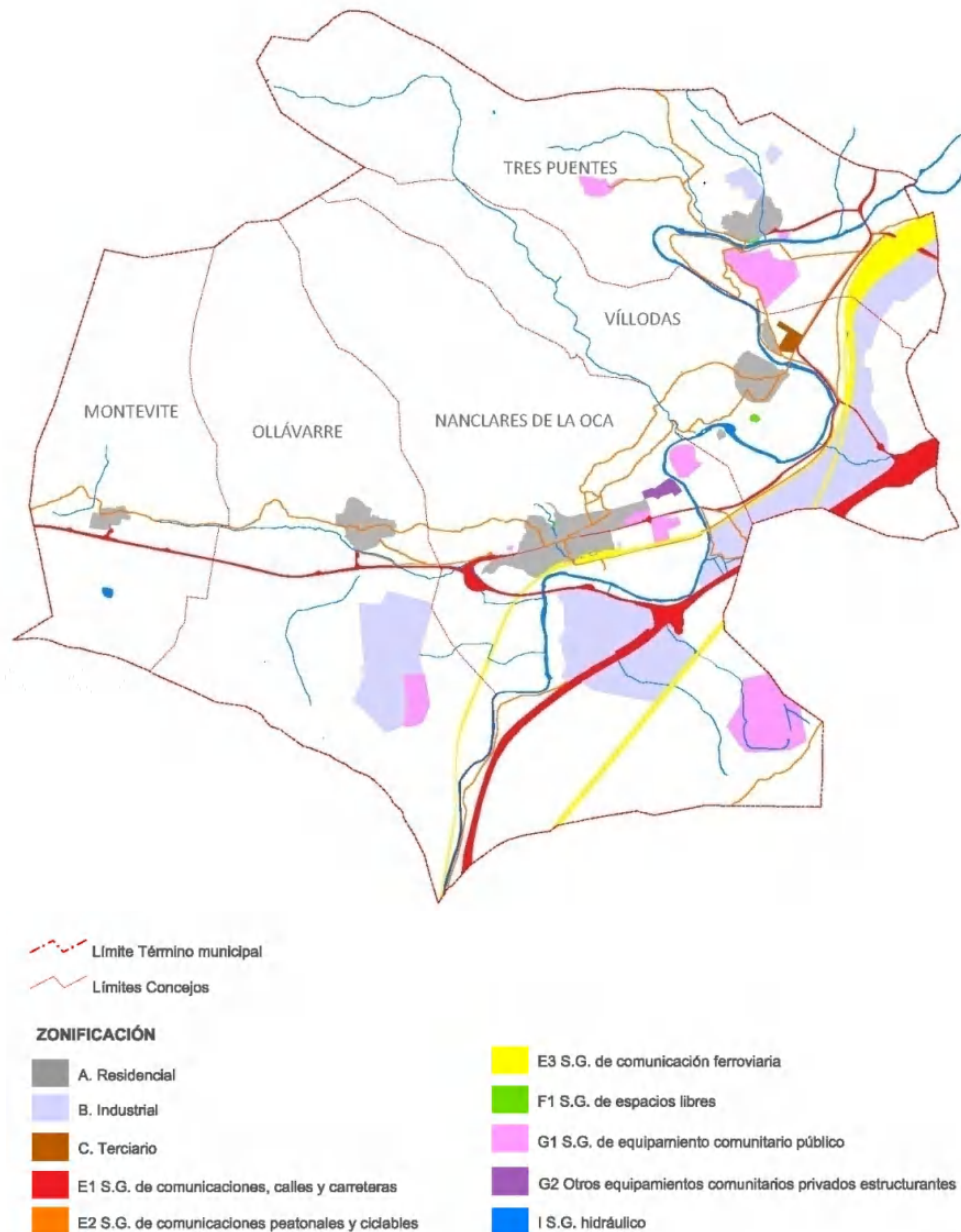 TRES PUENTES
VÍLLODAS
MONTEVITE
OLLÁVARRE
NANCLARES DE LA OCA
Límite Término municipal
Límites Concejos
ZONIFICACIÓN
A. Residencial
B. Industrial
C. Terciario
E1 S.G. de comunicaciones, calles y carreteras
E2 S.G. de comunicaciones peatonales y ciclables
E3 S.G. de comunicación ferroviaria
F1 S.G. de espacios libres
G1 S.G. de equipamiento comunitario público
G2 Otros equipamientos comunitarios privados estructurantes
I S.G. hidráulico